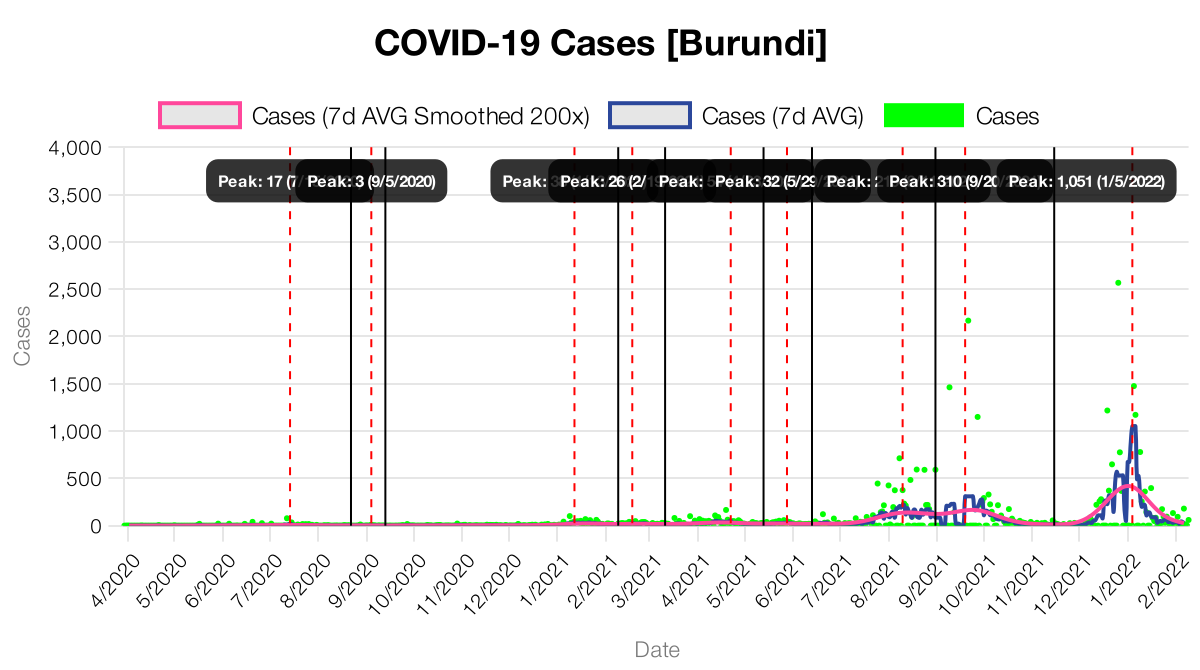 COVID-19 Cases [Burundi]
Cases (7d AVG Smoothed 200x)
Cases (7d AVG)
Cases
4,000
3,500
3,000
2,500
2,000
1,500
1,000
500
0
Cases
Peak: 17 (7/
Peak: 3 (9/5/2020)
Peak:
Peak: 26 (2/
Peak:
Peak: 32 (5/29
Peak:
Peak: 310 (9/20
Peak: 1,051 (1/5/2022)
4/2020
5/2020
6/2020
7/2020
8/2020
9/2020
10/2020
11/2020
12/2020
1/2021
2/2021
3/2021
4/2021
5/2021
6/2021
7/2021
8/2021
9/2021
10/2021
11/2021
12/2021
1/2022
2/2022
Date